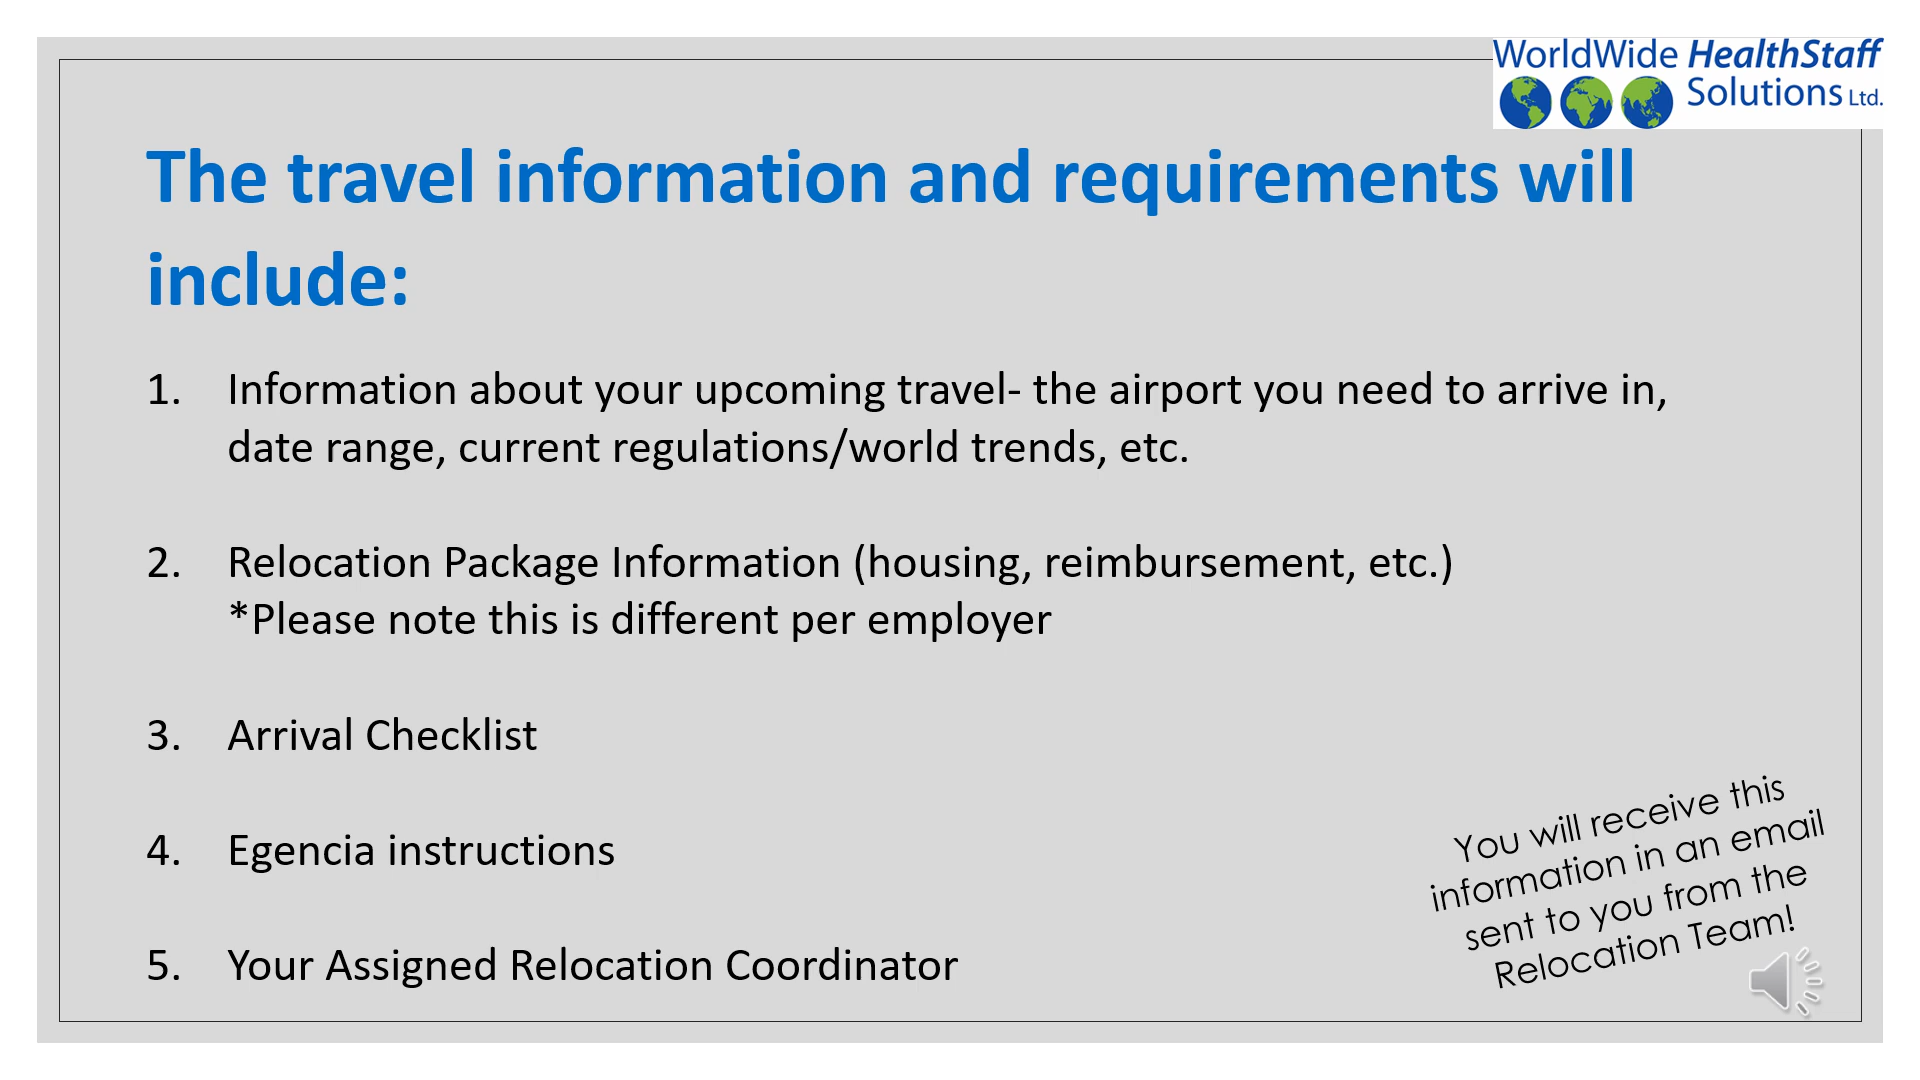 WorldWide HealthStaff
Solutions Ltd.
The travel information and requirements will
include:
1. Information about your upcoming travel- the airport you need to arrive in,
date range, current regulations/world trends, etc.
2. Relocation Package Information (housing, reimbursement, etc.)
*Please note this is different per employer
3. Arrival Checklist
4. Egencia instructions
5. Your Assigned Relocation Coordinator
You will receive this
information in an email
sent to you from the
Relocation Team!